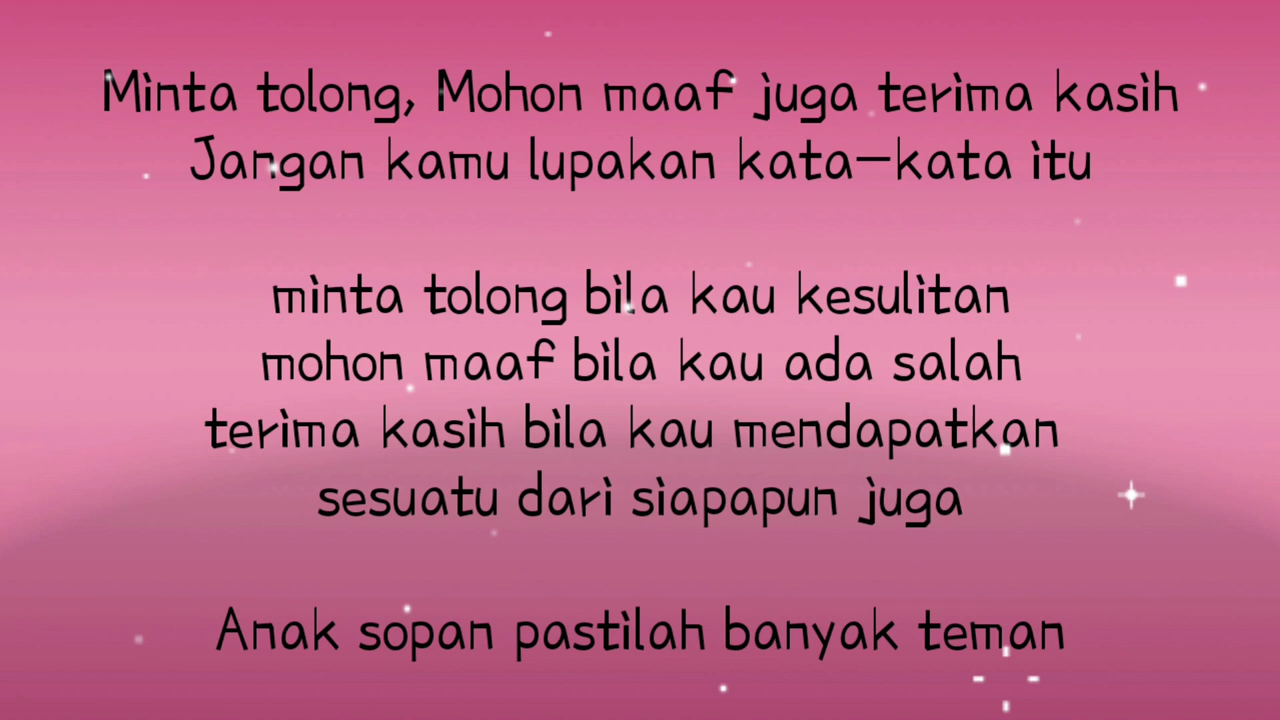 Minta tolong, Mohon maaf juga terima kasih
Jangan kamu lupakan kata-kata itu
minta tolong bila kau kesulitan
mohon maaf bila kau ada salah
terima kasih bila kau mendapatkan
sesuatu dari siapapun juga
Anak sopan pastilah banyak teman